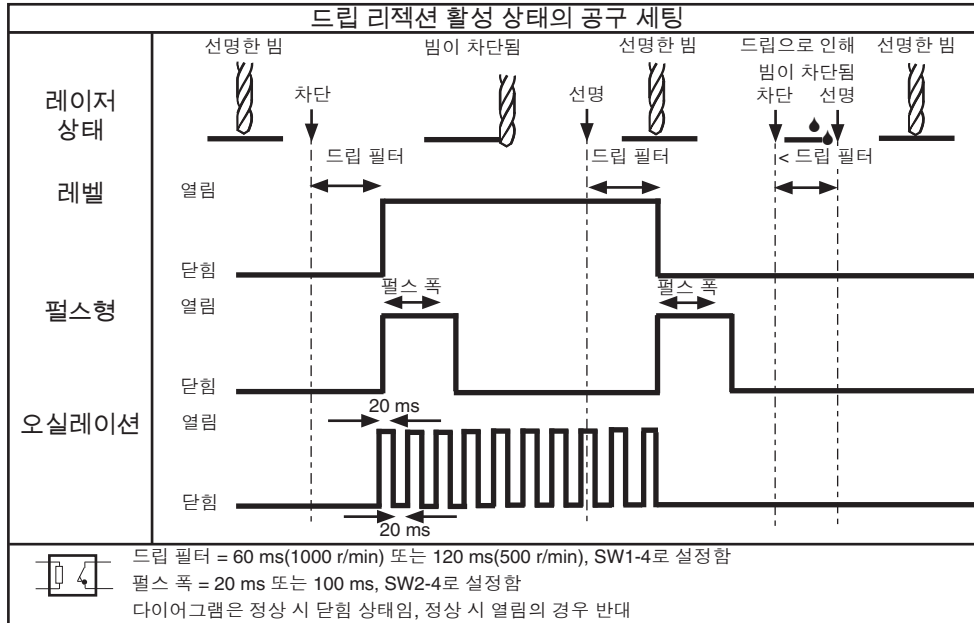 드립 리젝션 활성 상태의 공구 세팅
선명한 빔
빔이 차단됨
선명한 빔
드립으로 인해
빔이 차단됨
선명한 빔
레이저
상태
차단
선명
차단
선명
드립 필터
드립 필터
< 드립 필터
레벨
열림
닫힘
펄스 폭
펄스 폭
펄스형
열림
닫힘
오실레이션
20 ms
열림
닫힘
20 ms
드립 필터 = 60 ms(1000 r/min) 또는 120 ms(500 r/min), SW1-4로 설정함
펄스 폭 = 20 ms 또는 100 ms, SW2-4로 설정함
다이어그램은 정상 시 닫힘 상태임, 정상 시 열림의 경우 반대